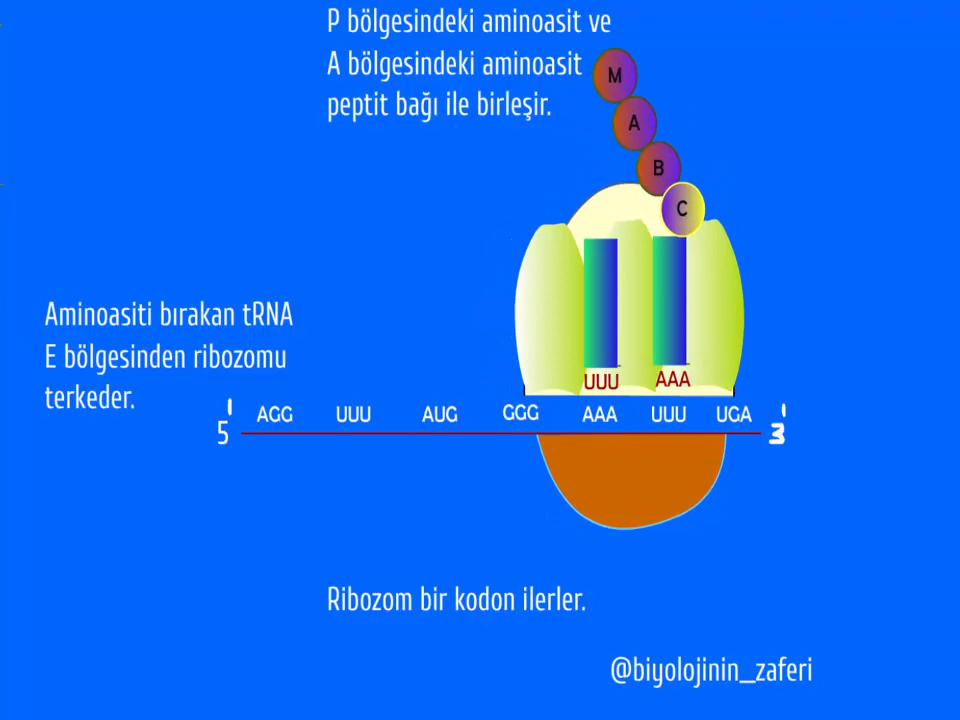 P bölgesindeki aminoasit ve
A bölgesindeki aminoasit
peptit bağı ile birleşir.
M
A
B
C
Aminoasiti bırakan tRNA
E bölgesinden ribozomu
terkeder.
UUU AAA
5' AGG UUU AUG GGG AAA UUU UGA 3'
Ribozom bir kodon ilerler.
@biyolojinin_zaferi